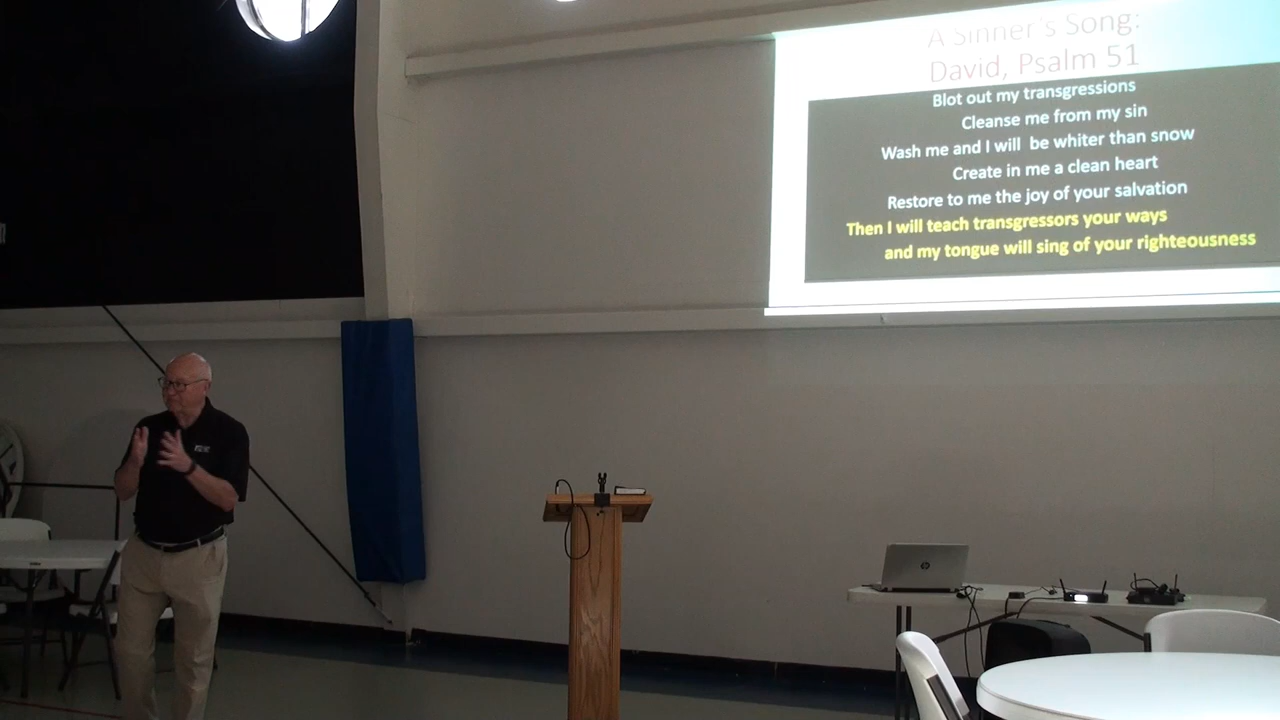 A Sinner's Song:
David, Psalm 51
Blot out my transgressions
Cleanse me from my sin
Wash me and I will be whiter than snow
Create in me a clean heart
Restore to me the joy of your salvation
Then I will teach transgressors your ways
and my tongue will sing of your righteousness
hp